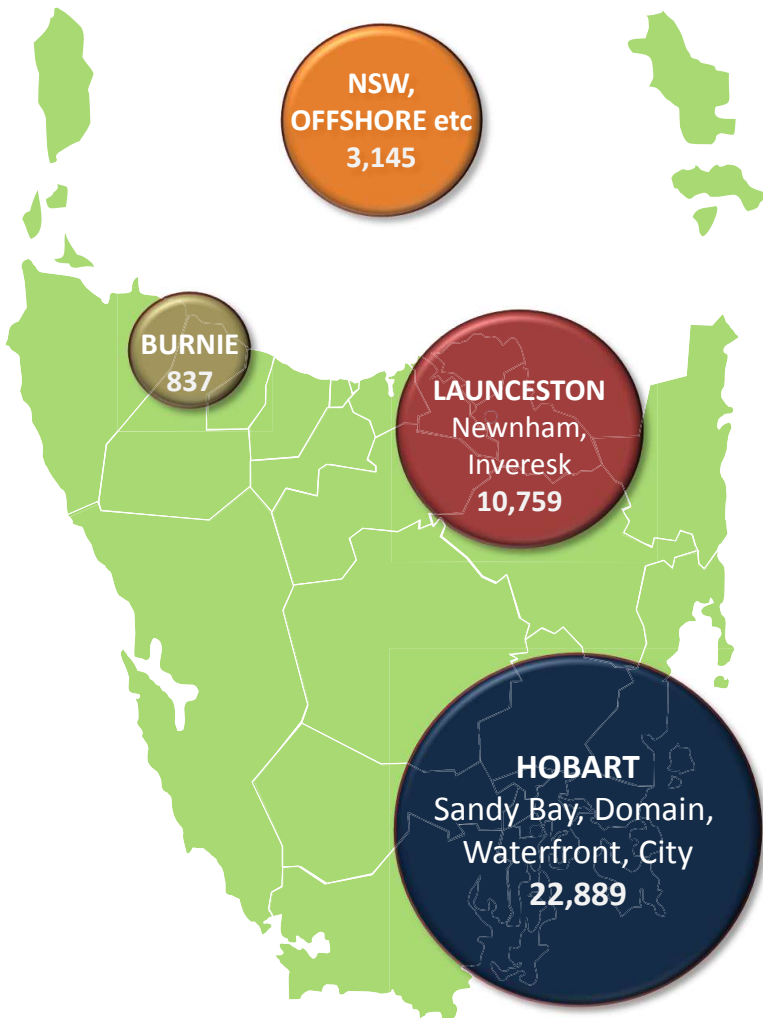 NSW,
OFFSHORE etc
3,145
BURNIE
837
LAUNCESTON
Newnham,
Inveresk
10,759
HOBART
Sandy Bay, Domain,
Waterfront, City
22,889